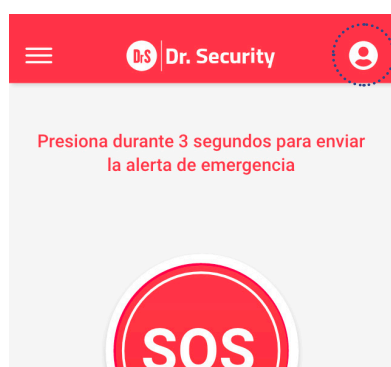 DrS Dr. Security
Presiona durante 3 segundos para enviar
la alerta de emergencia
SOS